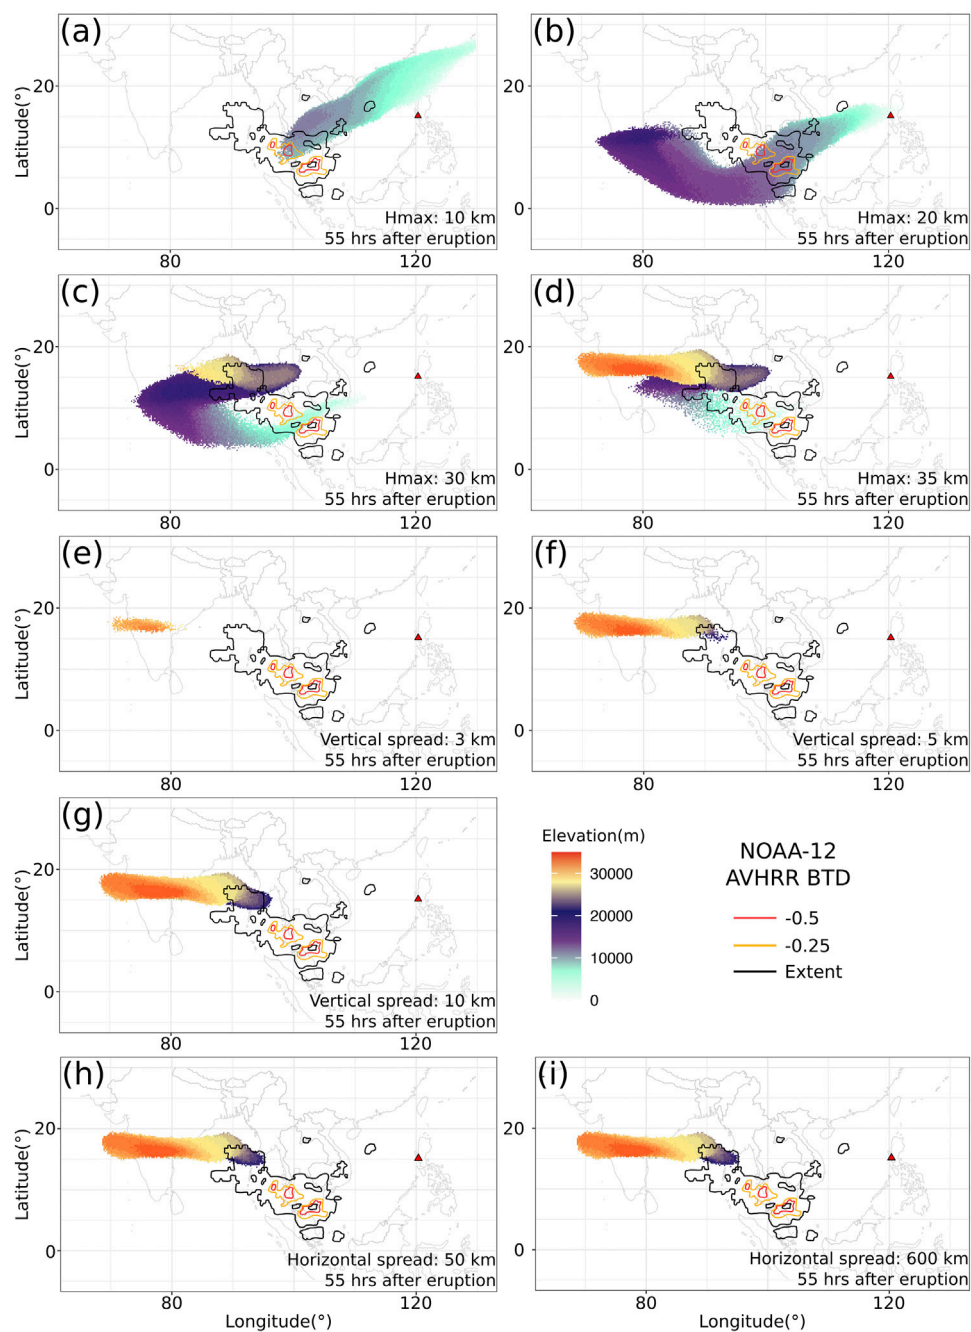 (a)
Latitude(°)
20
0
Hmax: 10 km
55 hrs after eruption
80
120
(b)
20
0
Hmax: 20 km
55 hrs after eruption
80
120
(c)
Latitude(°)
20
0
Hmax: 30 km
55 hrs after eruption
80
120
(d)
20
0
Hmax: 35 km
55 hrs after eruption
80
120
(e)
Latitude(°)
20
0
Vertical spread: 3 km
55 hrs after eruption
80
120
(f)
20
0
Vertical spread: 5 km
55 hrs after eruption
80
120
(g)
Latitude(°)
20
0
Vertical spread: 10 km
55 hrs after eruption
80
120
Elevation(m)
30000
20000
10000
0
NOAA-12
AVHRR BTD
-0.5
-0.25
Extent
(h)
Latitude(°)
20
0
Horizontal spread: 50 km
55 hrs after eruption
80
120
Longitude(°)
(i)
20
0
Horizontal spread: 600 km
55 hrs after eruption
80
120
Longitude(°)